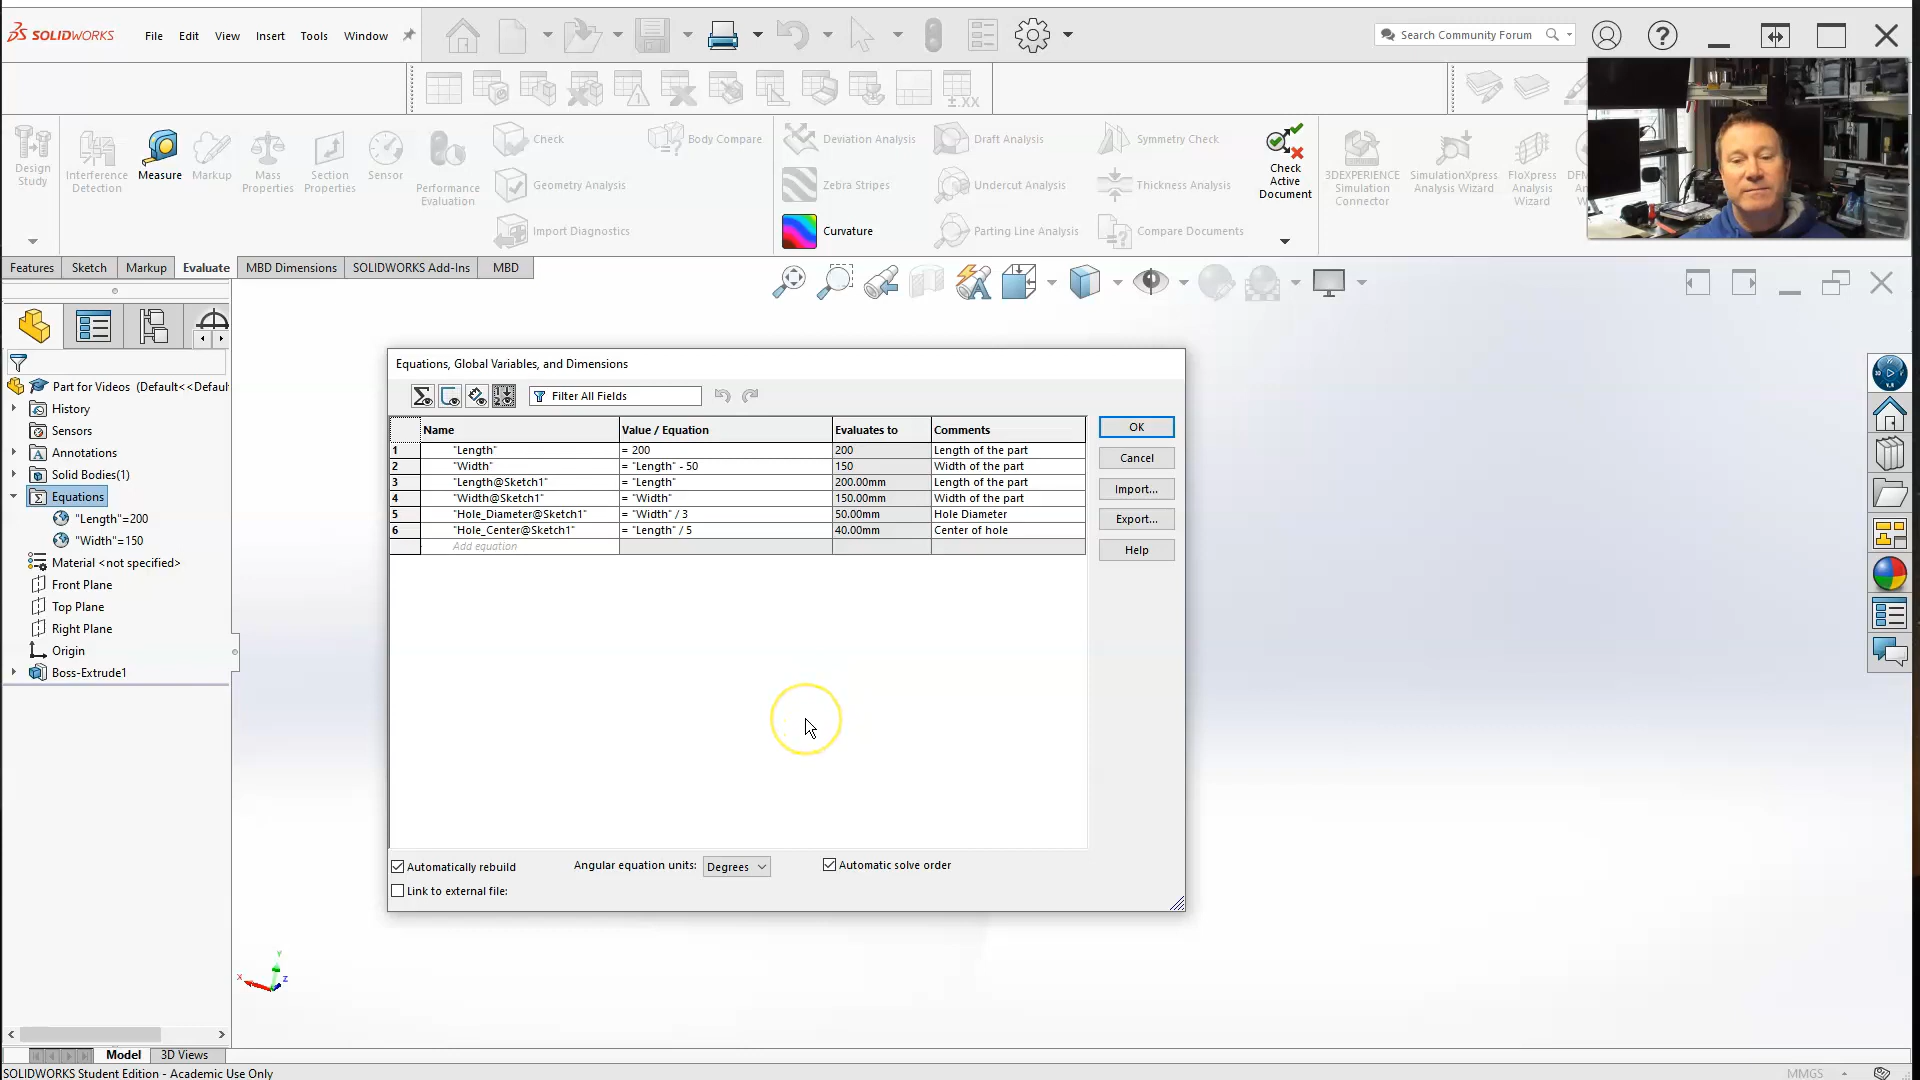 SOLIDWORKS File Edit View Insert Tools Window Search Community Forum
±.XX
Design Study
Interference Detection
Measure
Markup
Mass Properties
Section Properties
Sensor
Performance Evaluation
Check
Geometry Analysis
Import Diagnostics
Body Compare
Deviation Analysis
Zebra Stripes
Curvature
Draft Analysis
Undercut Analysis
Parting Line Analysis
Symmetry Check
Thickness Analysis
Compare Documents
Check Active Document
3DEXPERIENCE Simulation Connector
SimulationXpress Analysis Wizard
FloXpress Analysis Wizard
Features Sketch Markup Evaluate MBD Dimensions SOLIDWORKS Add-Ins MBD
Part for Videos (Default<<Defaul
History
Sensors
Annotations
Solid Bodies(1)
Equations
"Length"=200
"Width"=150
Material <not specified>
Front Plane
Top Plane
Right Plane
Origin
Boss-Extrude1
Equations, Global Variables, and Dimensions
Filter All Fields
Name Value / Equation Evaluates to Comments
1 "Length" = 200 200 Length of the part
2 "Width" = "Length" - 50 150 Width of the part
3 "Length@Sketch1" = "Length" 200.00mm Length of the part
4 "Width@Sketch1" = "Width" 150.00mm Width of the part
5 "Hole_Diameter@Sketch1" = "Width" / 3 50.00mm Hole Diameter
6 "Hole_Center@Sketch1" = "Length" / 5 40.00mm Center of hole
Add equation
OK
Cancel
Import...
Export...
Help
Automatically rebuild Angular equation units: Degrees Automatic solve order
Link to external file:
Y
X
Z
Model 3D Views
SOLIDWORKS Student Edition - Academic Use Only MMGS